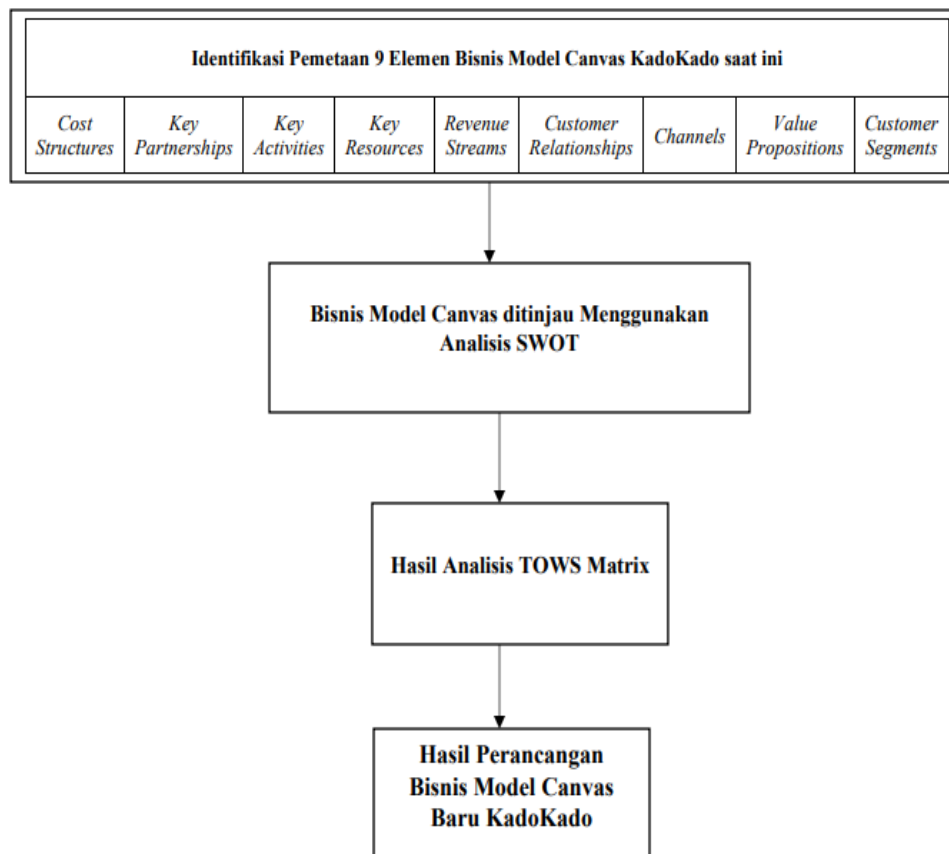 Identifikasi Pemetaan 9 Elemen Bisnis Model Canvas KadoKado saat ini
Cost Structures
Key Partnerships
Key Activities
Key Resources
Revenue Streams
Customer Relationships
Channels
Value Propositions
Customer Segments
Bisnis Model Canvas ditinjau Menggunakan
Analisis SWOT
Hasil Analisis TOWS Matrix
Hasil Perancangan
Bisnis Model Canvas
Baru KadoKado